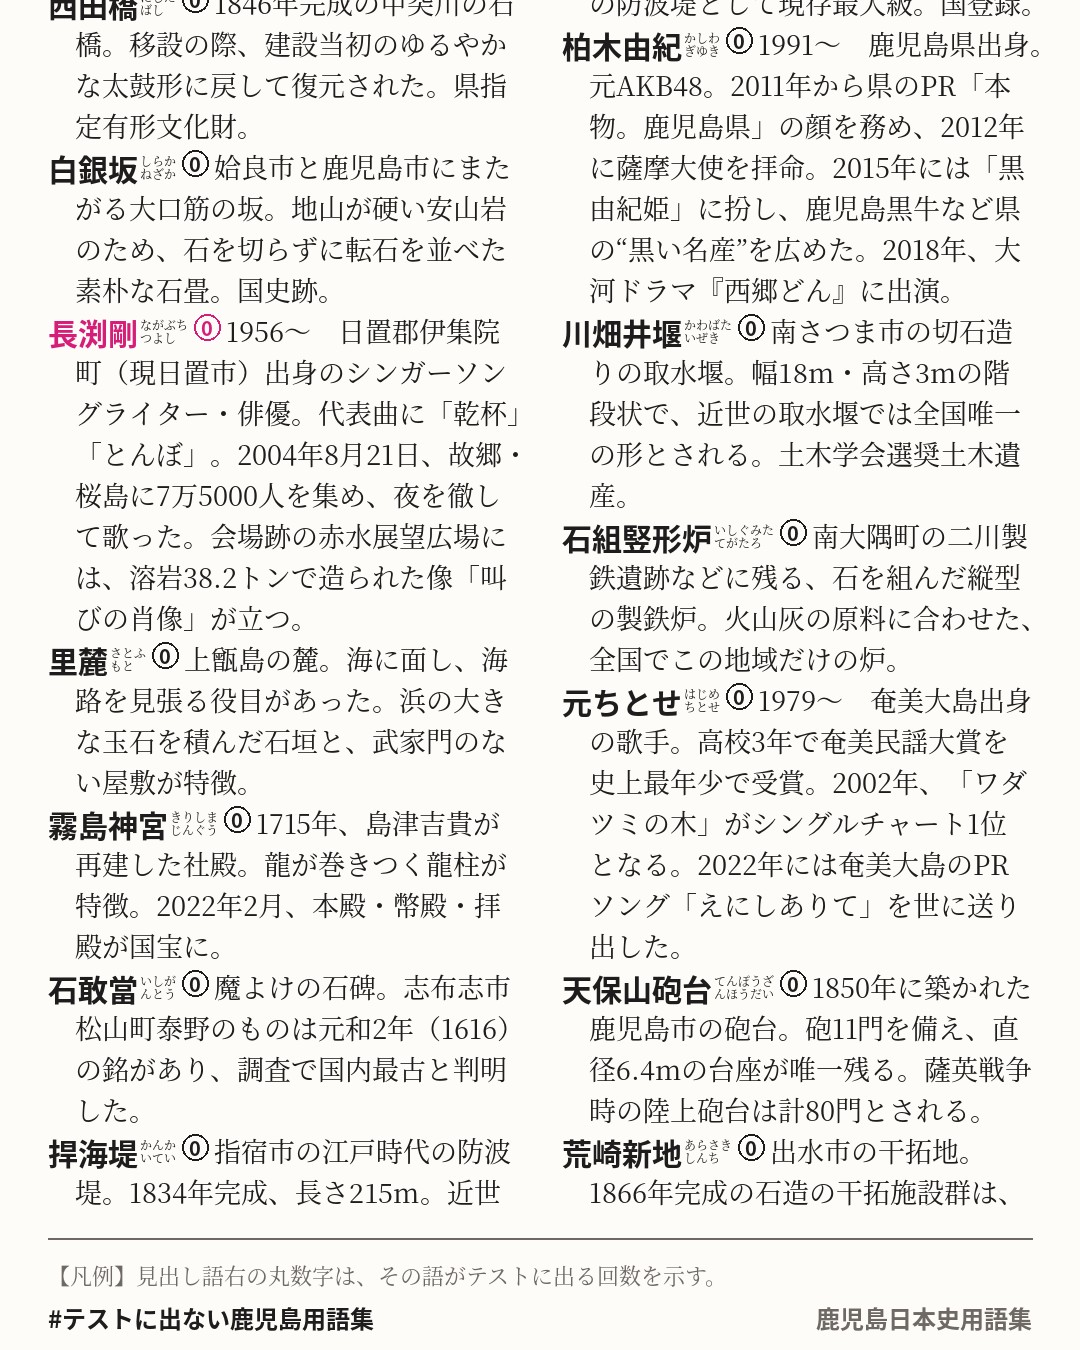 西田橋 ⓪1846年完成の甲突川の石
橋。移設の際、建設当初のゆるやか
な太鼓形に戻して復元された。県指
定有形文化財。
白銀坂 しらかねざか ⓪姶良市と鹿児島市にまた
がる大口筋の坂。地山が硬い安山岩
のため、石を切らずに転石を並べた
素朴な石畳。国史跡。
長渕剛 ながぶちつよし ⓪1956〜 日置郡伊集院
町（現日置市）出身のシンガーソン
グライター・俳優。代表曲に「乾杯」
「とんぼ」。2004年8月21日、故郷・
桜島に7万5000人を集め、夜を徹し
て歌った。会場跡の赤水展望広場に
は、溶岩38.2トンで造られた像「叫
びの肖像」が立つ。
里麓 さとふもと ⓪上甑島の麓。海に面し、海
路を見張る役目があった。浜の大き
な玉石を積んだ石垣と、武家門のな
い屋敷が特徴。
霧島神宮 きりしまじんぐう ⓪1715年、島津吉貴が
再建した社殿。龍が巻きつく龍柱が
特徴。2022年2月、本殿・幣殿・拝
殿が国宝に。
石敢當 いしがんとう ⓪魔よけの石碑。志布志市
松山町泰野のものは元和2年（1616）
の銘があり、調査で国内最古と判明
した。
捍海堤 かんかいてい ⓪指宿市の江戸時代の防波
堤。1834年完成、長さ215m。近世
の防波堤として現存最大級。国登録。
柏木由紀 かしわぎゆき ⓪1991〜 鹿児島県出身。
元AKB48。2011年から県のPR「本
物。鹿児島県」の顔を務め、2012年
に薩摩大使を拝命。2015年には「黒
由紀姫」に扮し、鹿児島黒牛など県
の“黒い名産”を広めた。2018年、大
河ドラマ『西郷どん』に出演。
川畑井堰 かわばたいぜき ⓪南さつま市の切石造
りの取水堰。幅18m・高さ3mの階
段状で、近世の取水堰では全国唯一
の形とされる。土木学会選奨土木遺
産。
石組竪形炉 いしぐみたてがたろ ⓪南大隅町の二川製
鉄遺跡などに残る、石を組んだ縦型
の製鉄炉。火山灰の原料に合わせた、
全国でこの地域だけの炉。
元ちとせ はじめちとせ ⓪1979〜 奄美大島出身
の歌手。高校3年で奄美民謡大賞を
史上最年少で受賞。2002年、「ワダ
ツミの木」がシングルチャート1位
となる。2022年には奄美大島のPR
ソング「えにしありて」を世に送り
出した。
天保山砲台 てんぽうざんほうだい ⓪1850年に築かれた
鹿児島市の砲台。砲11門を備え、直
径6.4mの台座が唯一残る。薩英戦争
時の陸上砲台は計80門とされる。
荒崎新地 あらさきしんち ⓪出水市の干拓地。
1866年完成の石造の干拓施設群は、
【凡例】見出し語右の丸数字は、その語がテストに出る回数を示す。
#テストに出ない鹿児島用語集
鹿児島日本史用語集